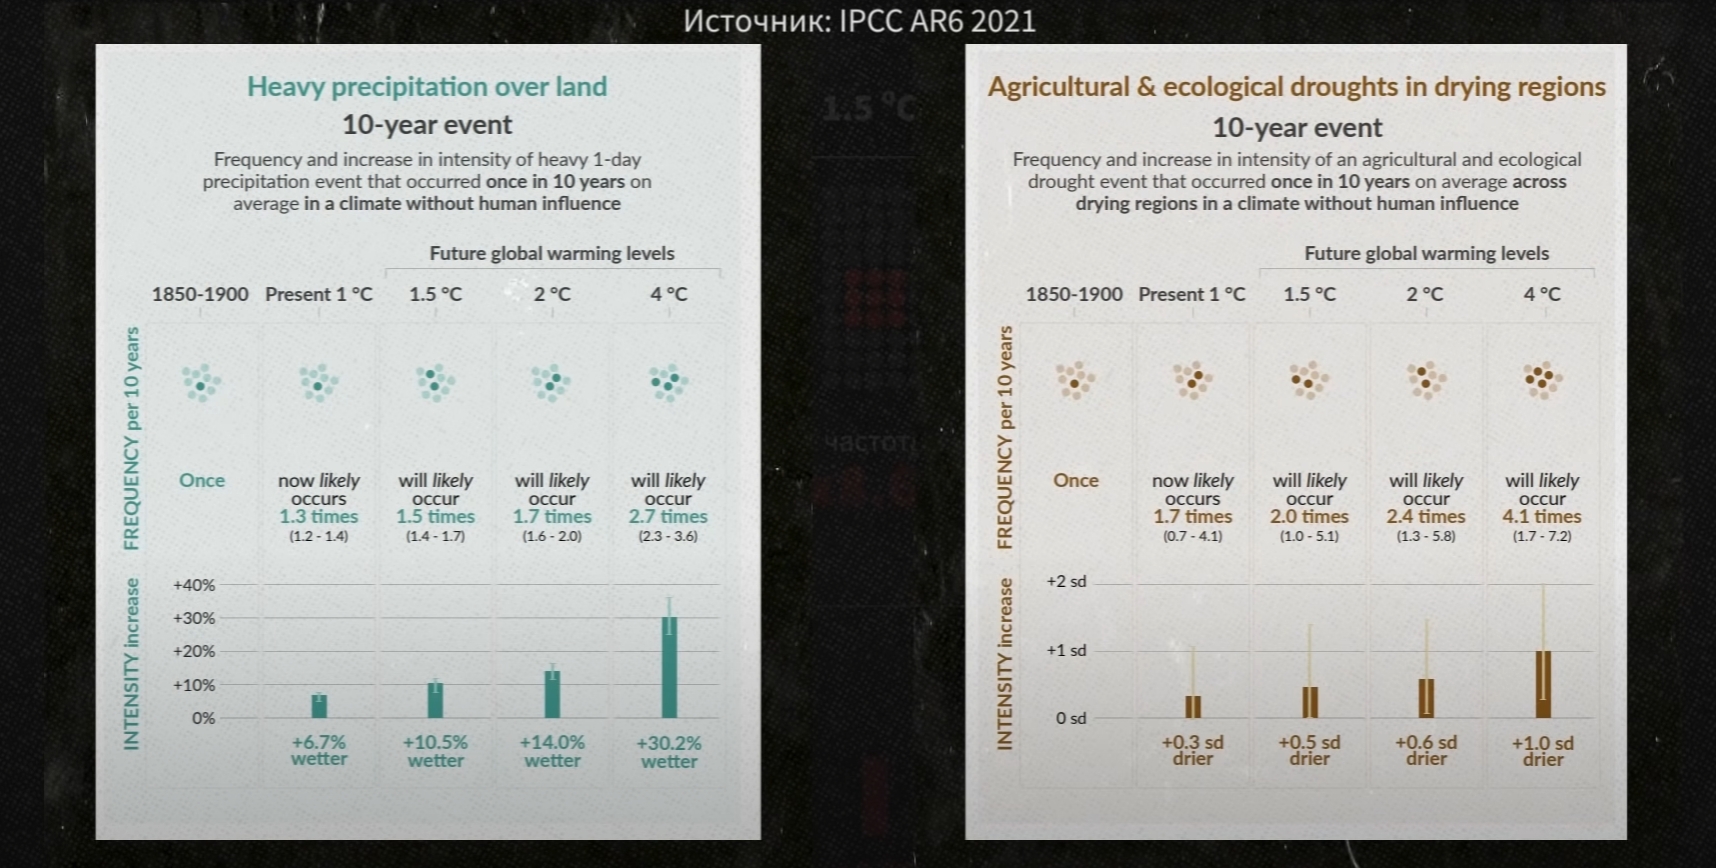 Источник: IPCC AR6 2021
Heavy precipitation over land
10-year event
Frequency and increase in intensity of heavy 1-day
precipitation event that occurred once in 10 years on
average in a climate without human influence
Future global warming levels
1850-1900 Present 1 °C 1.5 °C 2 °C 4 °C
FREQUENCY per 10 years
Once
now likely occurs 1.3 times (1.2 - 1.4)
will likely occur 1.5 times (1.4 - 1.7)
will likely occur 1.7 times (1.6 - 2.0)
will likely occur 2.7 times (2.3 - 3.6)
INTENSITY increase
+40%
+30%
+20%
+10%
0%
+6.7% wetter
+10.5% wetter
+14.0% wetter
+30.2% wetter
1.5 °C
частот
Agricultural & ecological droughts in drying regions
10-year event
Frequency and increase in intensity of an agricultural and ecological
drought event that occurred once in 10 years on average across
drying regions in a climate without human influence
Future global warming levels
1850-1900 Present 1 °C 1.5 °C 2 °C 4 °C
FREQUENCY per 10 years
Once
now likely occurs 1.7 times (0.7 - 4.1)
will likely occur 2.0 times (1.0 - 5.1)
will likely occur 2.4 times (1.3 - 5.8)
will likely occur 4.1 times (1.7 - 7.2)
INTENSITY increase
+2 sd
+1 sd
0 sd
+0.3 sd drier
+0.5 sd drier
+0.6 sd drier
+1.0 sd drier